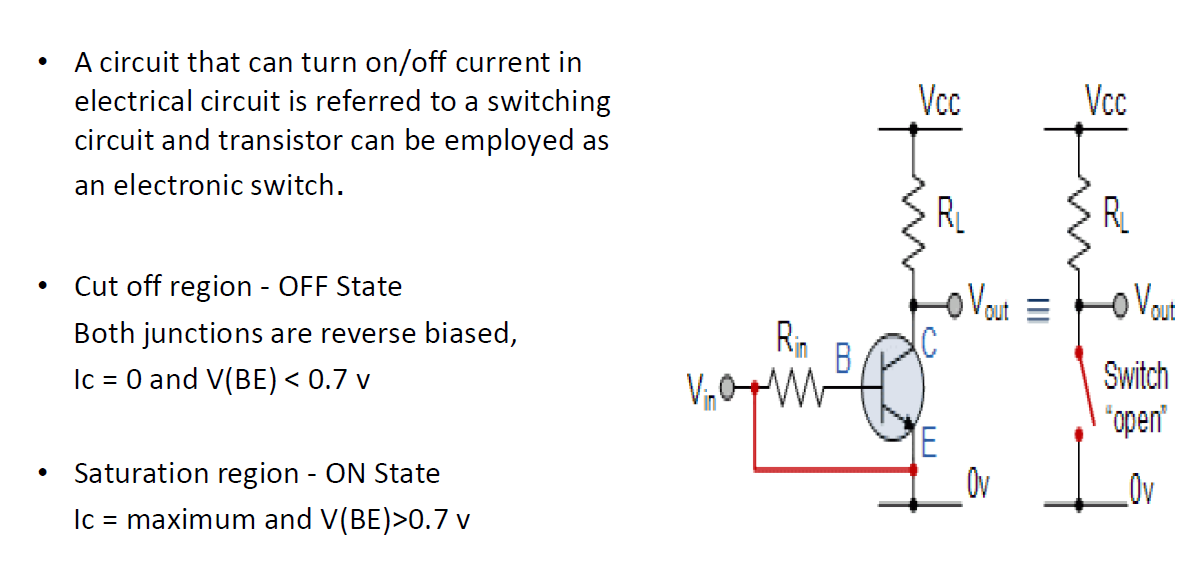 • A circuit that can turn on/off current in
electrical circuit is referred to a switching
circuit and transistor can be employed as
an electronic switch.
• Cut off region - OFF State
Both junctions are reverse biased,
Ic = 0 and V(BE) < 0.7 v
• Saturation region - ON State
Ic = maximum and V(BE)>0.7 v
Vcc
RL
Vout
Rin
B
C
Vin
E
0v
≡
Vcc
RL
Vout
Switch
"open"
0v